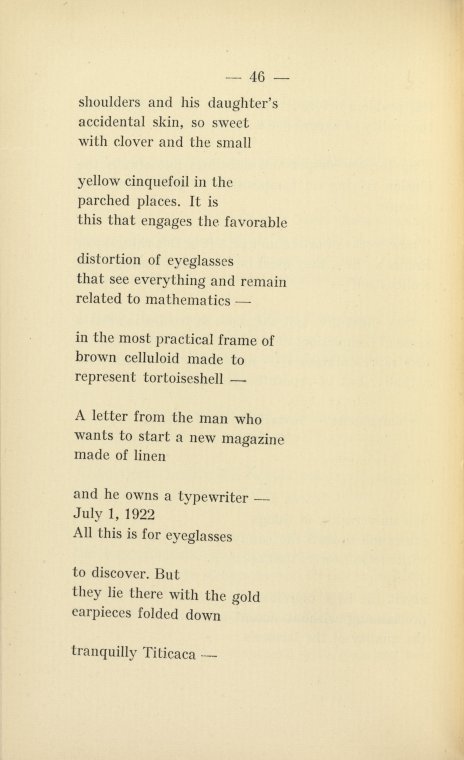 — 46 —
shoulders and his daughter's
accidental skin, so sweet
with clover and the small
yellow cinquefoil in the
parched places. It is
this that engages the favorable
distortion of eyeglasses
that see everything and remain
related to mathematics —
in the most practical frame of
brown celluloid made to
represent tortoiseshell —
A letter from the man who
wants to start a new magazine
made of linen
and he owns a typewriter —
July 1, 1922
All this is for eyeglasses
to discover. But
they lie there with the gold
earpieces folded down
tranquilly Titicaca —